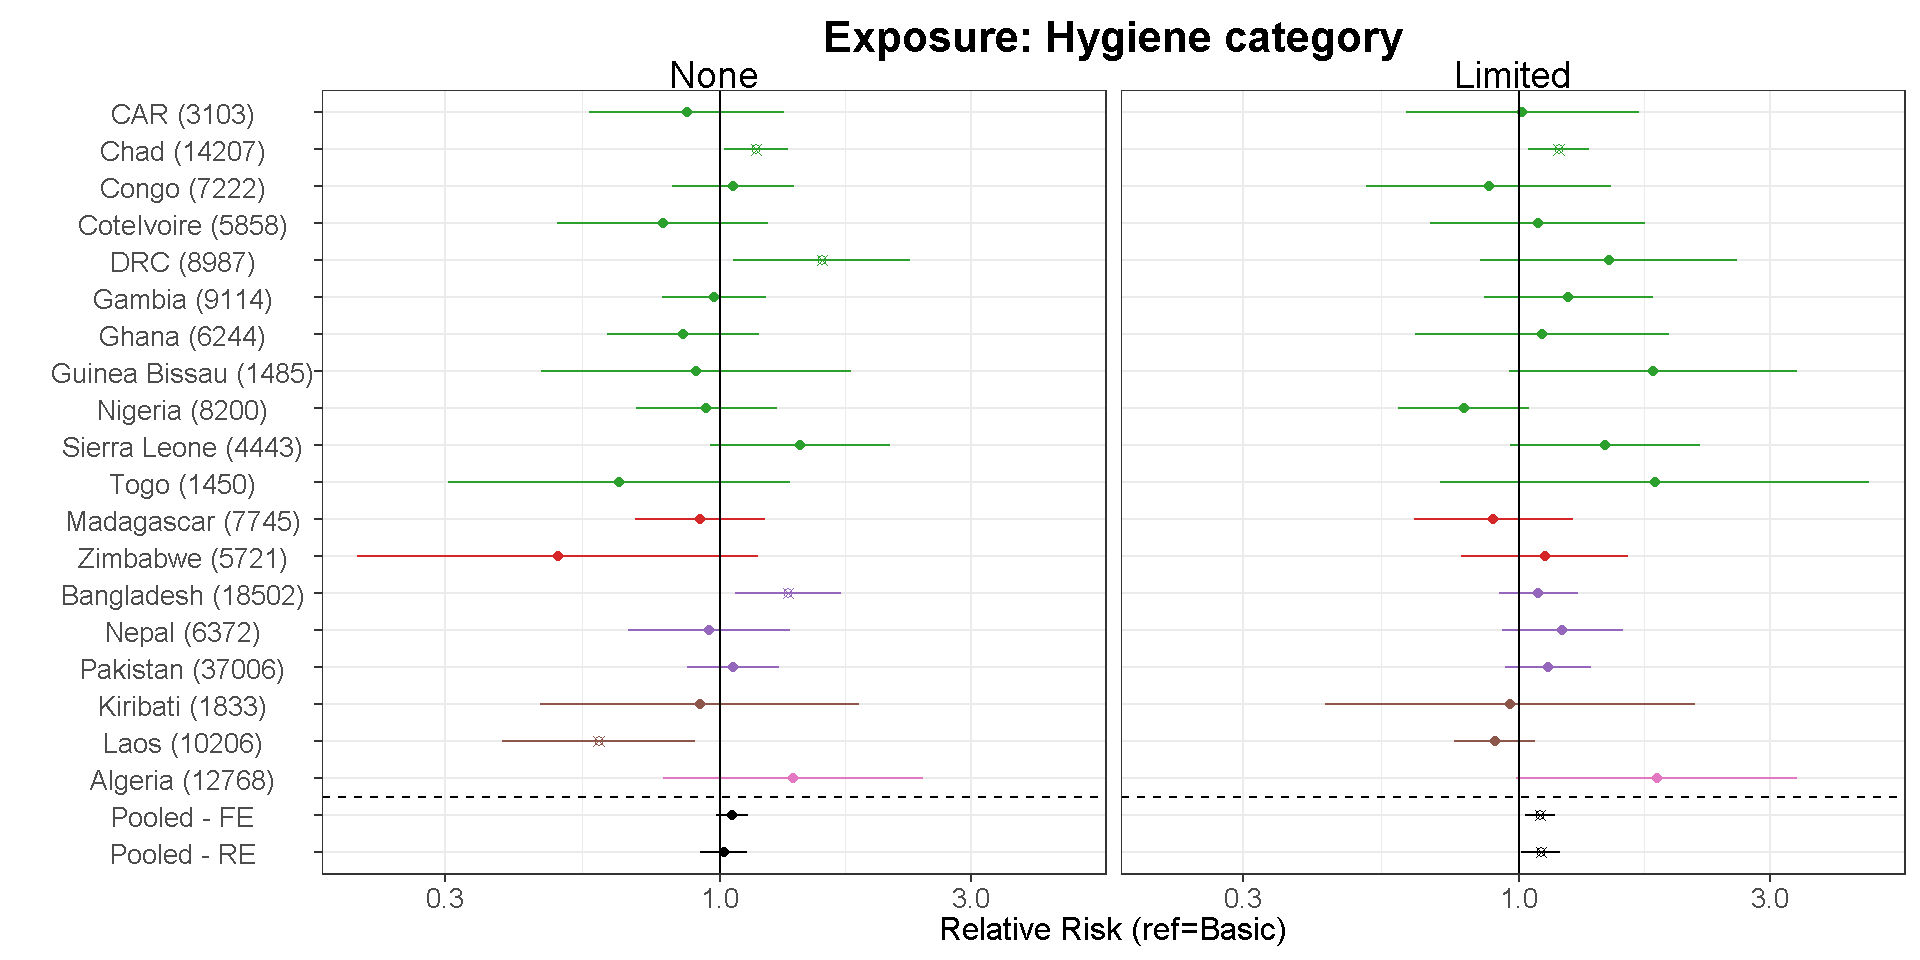 Exposure: Hygiene category
None
Limited
CAR (3103)
Chad (14207)
Congo (7222)
CoteIvoire (5858)
DRC (8987)
Gambia (9114)
Ghana (6244)
Guinea Bissau (1485)
Nigeria (8200)
Sierra Leone (4443)
Togo (1450)
Madagascar (7745)
Zimbabwe (5721)
Bangladesh (18502)
Nepal (6372)
Pakistan (37006)
Kiribati (1833)
Laos (10206)
Algeria (12768)
Pooled - FE
Pooled - RE
0.3 1.0 3.0 0.3 1.0 3.0
Relative Risk (ref=Basic)